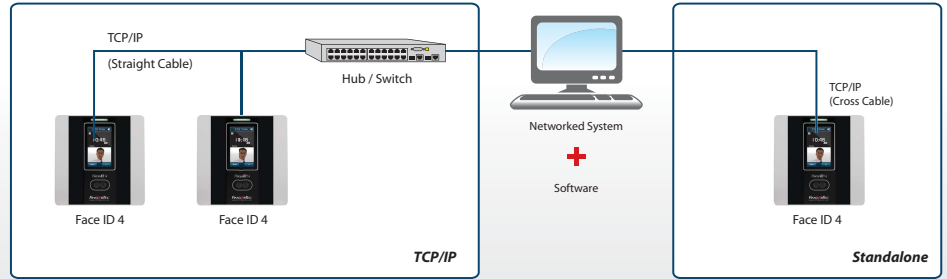 TCP/IP
(Straight Cable)
Hub / Switch
Face ID 4
Face ID 4
TCP/IP
Networked System
Software
TCP/IP
(Cross Cable)
Face ID 4
Standalone